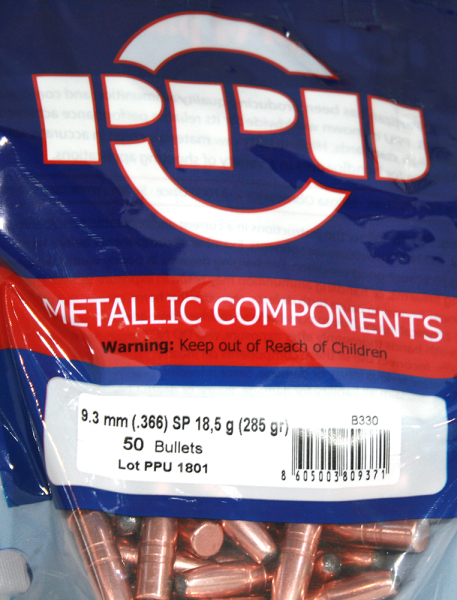 PPU
METALLIC COMPONENTS
Warning: Keep out of Reach of Children
9.3 mm (.366) SP 18,5 g (285 gr)
B330
50 Bullets
Lot PPU 1801
8 605003 809371